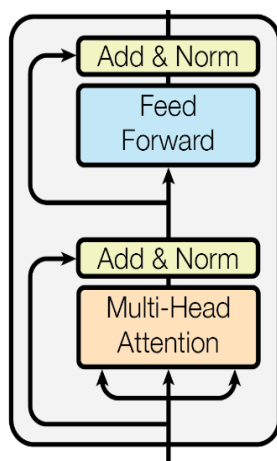 Add & Norm
Feed
Forward
Add & Norm
Multi-Head
Attention